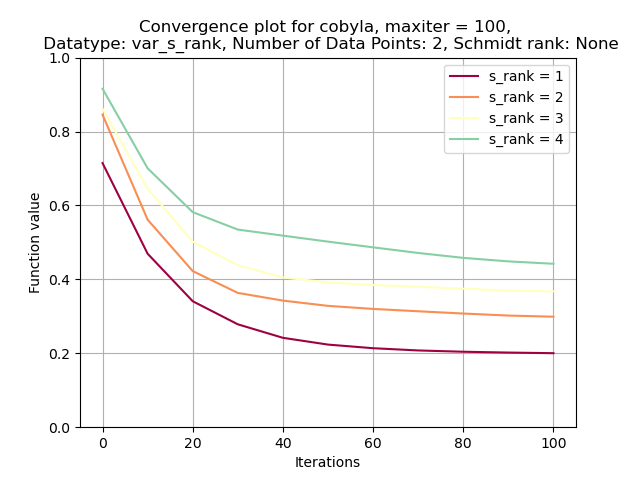 Convergence plot for cobyla, maxiter = 100,
Datatype: var_s_rank, Number of Data Points: 2, Schmidt rank: None
1.0
0.8
0.6
0.4
0.2
0.0
Function value
s_rank = 1
s_rank = 2
s_rank = 3
s_rank = 4
0 20 40 60 80 100
Iterations